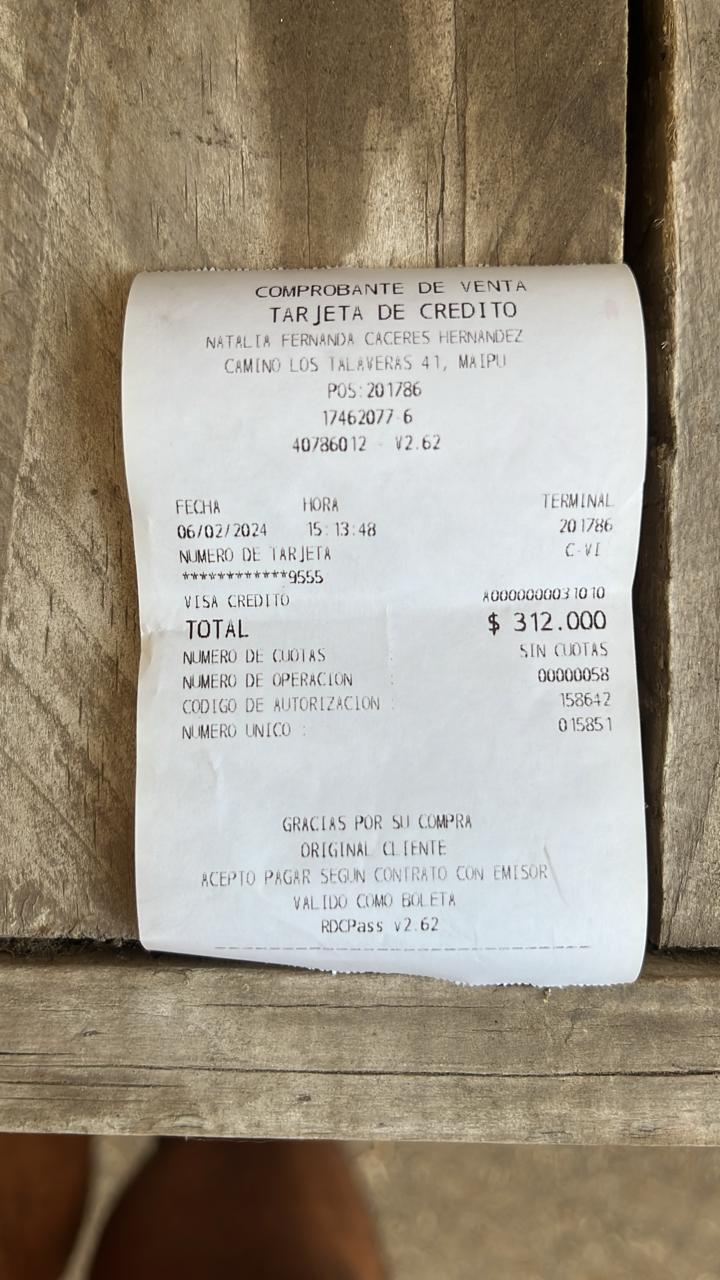 COMPROBANTE DE VENTA
TARJETA DE CREDITO
NATALIA FERNANDA CACERES HERNANDEZ
CAMINO LOS TALAVERAS 41, MAIPU
POS:201786
17462077-6
40786012 - V2.62
FECHA HORA TERMINAL
06/02/2024 15:13:48 201786
NUMERO DE TARJETA C-VI
************9555
VISA CREDITO A0000000031010
TOTAL $ 312.000
NUMERO DE CUOTAS SIN CUOTAS
NUMERO DE OPERACION : 00000058
CODIGO DE AUTORIZACION : 158642
NUMERO UNICO : 015851
GRACIAS POR SU COMPRA
ORIGINAL CLIENTE
ACEPTO PAGAR SEGUN CONTRATO CON EMISOR
VALIDO COMO BOLETA
RDCPass v2.62